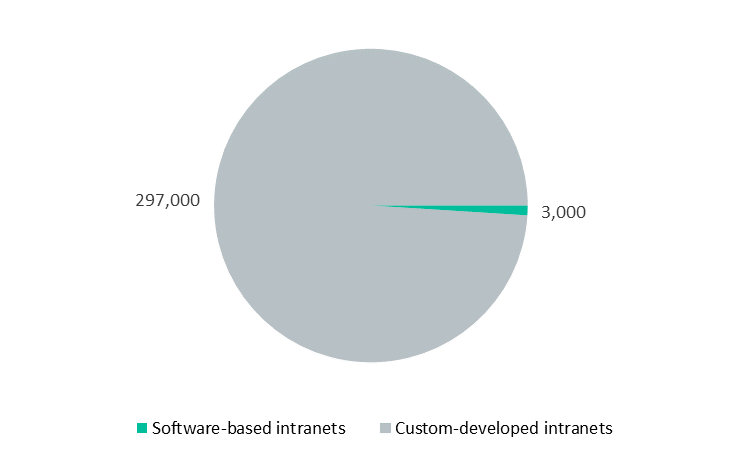 297,000
3,000
Software-based intranets
Custom-developed intranets